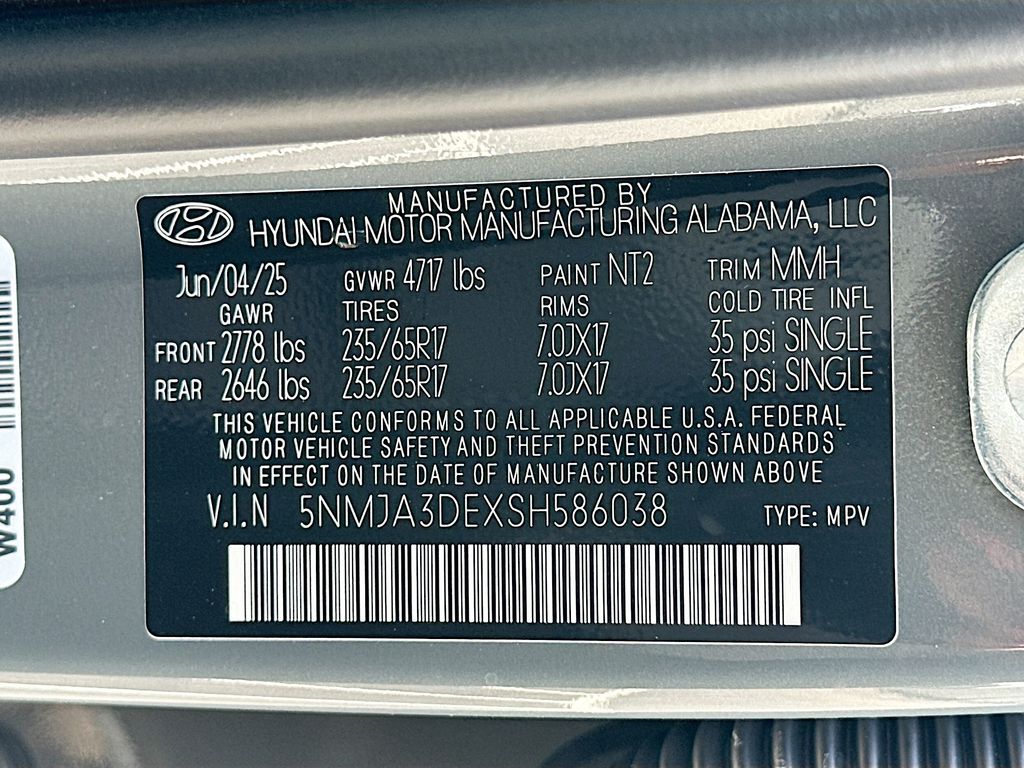 MANUFACTURED BY
HYUNDAI MOTOR MANUFACTURING ALABAMA, LLC
Jun/04/25 GVWR 4717 lbs PAINT NT2 TRIM MMH
GAWR TIRES RIMS COLD TIRE INFL
FRONT 2778 lbs 235/65R17 7.0JX17 35 psi SINGLE
REAR 2646 lbs 235/65R17 7.0JX17 35 psi SINGLE
THIS VEHICLE CONFORMS TO ALL APPLICABLE U.S.A. FEDERAL
MOTOR VEHICLE SAFETY AND THEFT PREVENTION STANDARDS
IN EFFECT ON THE DATE OF MANUFACTURE SHOWN ABOVE
V.I.N 5NMJA3DEXSH586038 TYPE: MPV
W400